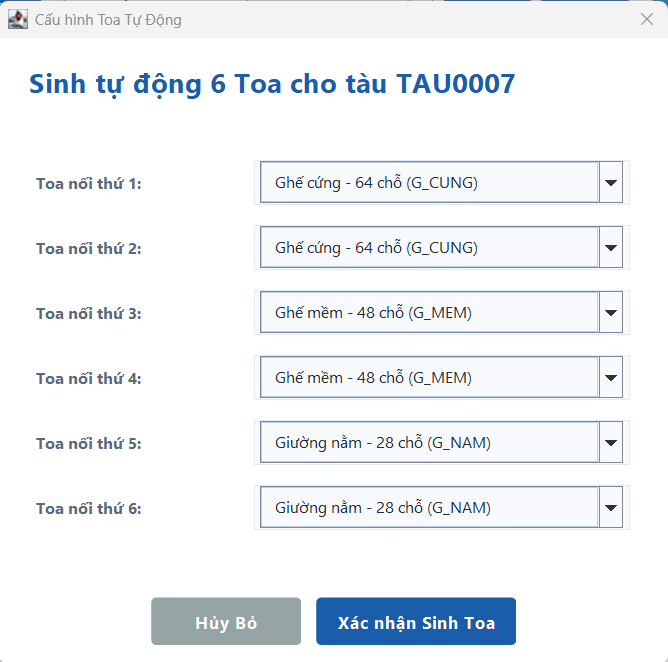 Cấu hình Toa Tự Động
Sinh tự động 6 Toa cho tàu TAU0007
Toa nối thứ 1: Ghế cứng - 64 chỗ (G_CUNG)
Toa nối thứ 2: Ghế cứng - 64 chỗ (G_CUNG)
Toa nối thứ 3: Ghế mềm - 48 chỗ (G_MEM)
Toa nối thứ 4: Ghế mềm - 48 chỗ (G_MEM)
Toa nối thứ 5: Giường nằm - 28 chỗ (G_NAM)
Toa nối thứ 6: Giường nằm - 28 chỗ (G_NAM)
Hủy Bỏ Xác nhận Sinh Toa